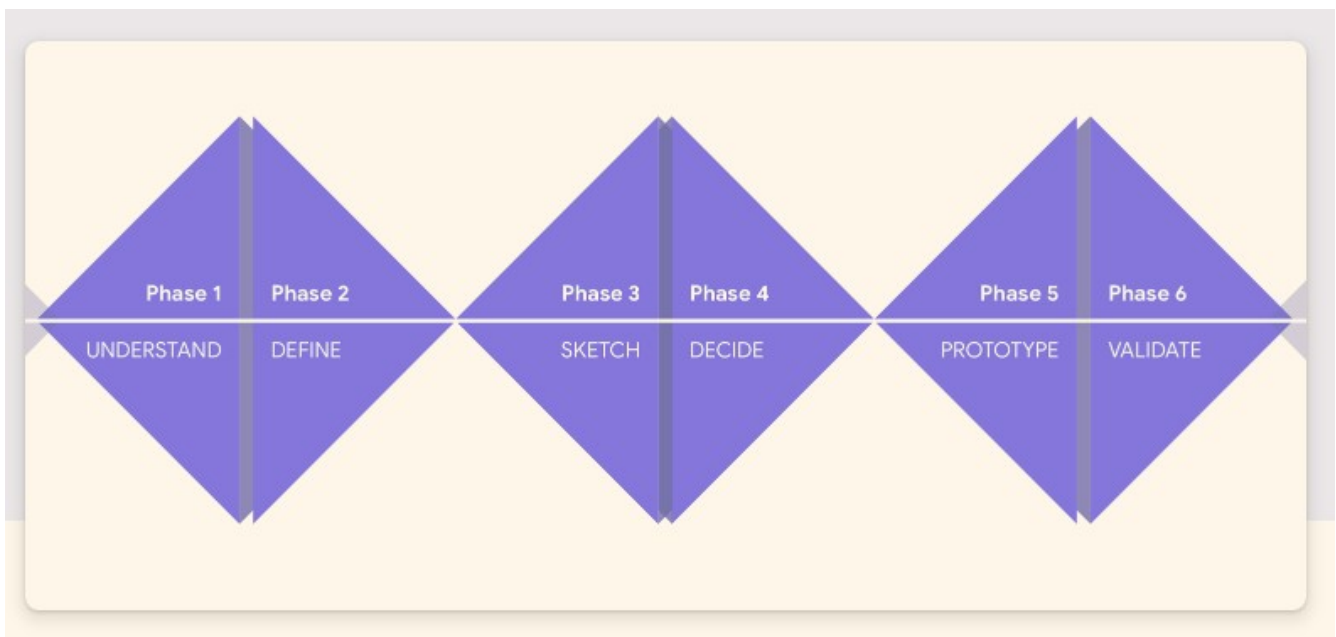 Phase 1
UNDERSTAND
Phase 2
DEFINE
Phase 3
SKETCH
Phase 4
DECIDE
Phase 5
PROTOTYPE
Phase 6
VALIDATE